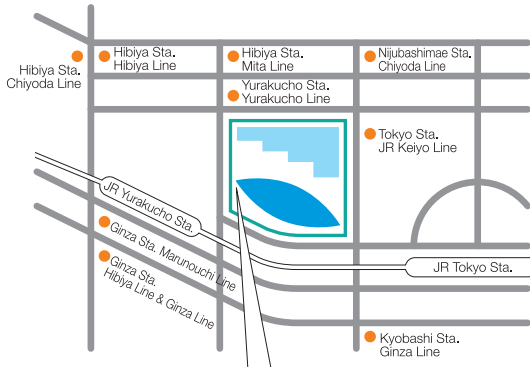 Hibiya Sta.
Chiyoda Line
Hibiya Sta.
Hibiya Line
Hibiya Sta.
Mita Line
Nijubashimae Sta.
Chiyoda Line
Yurakucho Sta.
Yurakucho Line
Tokyo Sta.
JR Keiyo Line
JR Yurakucho Sta.
Ginza Sta. Marunouchi Line
Ginza Sta.
Hibiya Line & Ginza Line
JR Tokyo Sta.
Kyobashi Sta.
Ginza Line